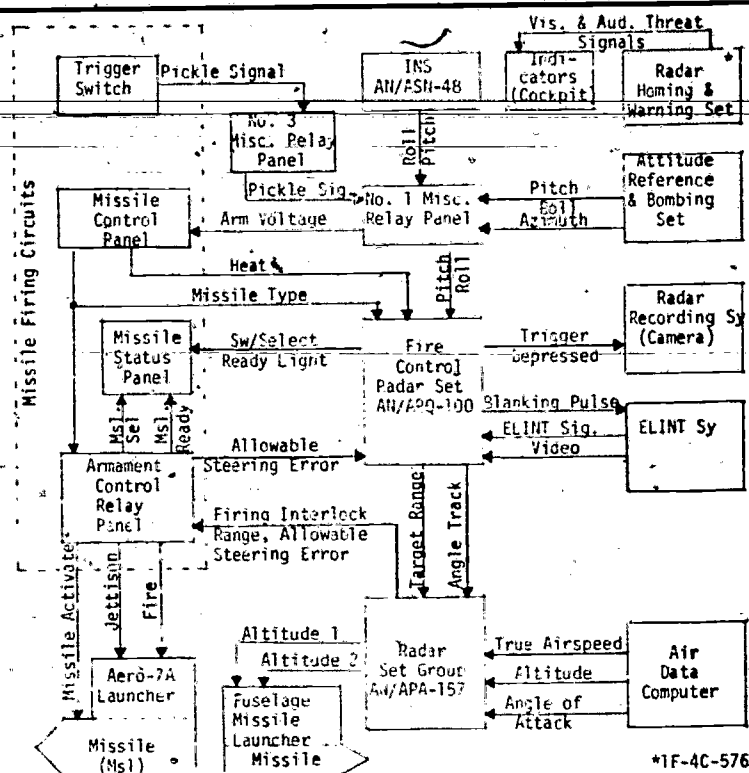 Vis. & Aud. Threat
Signals
Trigger
Switch
Pickle Signal
INS
AN/ASN-48
Indi-
cators
(Cockpit)
*
Radar
Homing &
Warning Set
No. 3
Misc. Relay
Panel
Roll
Pitch
Missile Firing Circuits
Missile
Control
Panel
Pickle Sig.
Arm Voltage
No. 1 Misc.
Relay Panel
Pitch
Roll
Azimuth
Attitude
Reference
& Bombing
Set
Heat
Missile Type
Pitch
Roll
Missile
Status
Panel
Sw/Select
Ready Light
Fire
Control
Radar Set
AN/APQ-100
Trigger
Depressed
Radar
Recording Sy
(Camera)
Msl
Sel
Msl
Ready
Blanking Pulse
ELINT Sig.
Video
ELINT Sy
Armament
Control
Relay
Panel
Allowable
Steering Error
Firing Interlock
Range, Allowable
Steering Error
Target Range
Angle Track
Missile Activate
Jettison
Fire
Altitude 1
Altitude 2
Radar
Set Group
AN/APA-157
True Airspeed
Altitude
Angle of
Attack
Air
Data
Computer
Aero-7A
Launcher
Missile
(Msl)
Fuselage
Missile
Launcher
Missile
*1F-4C-576